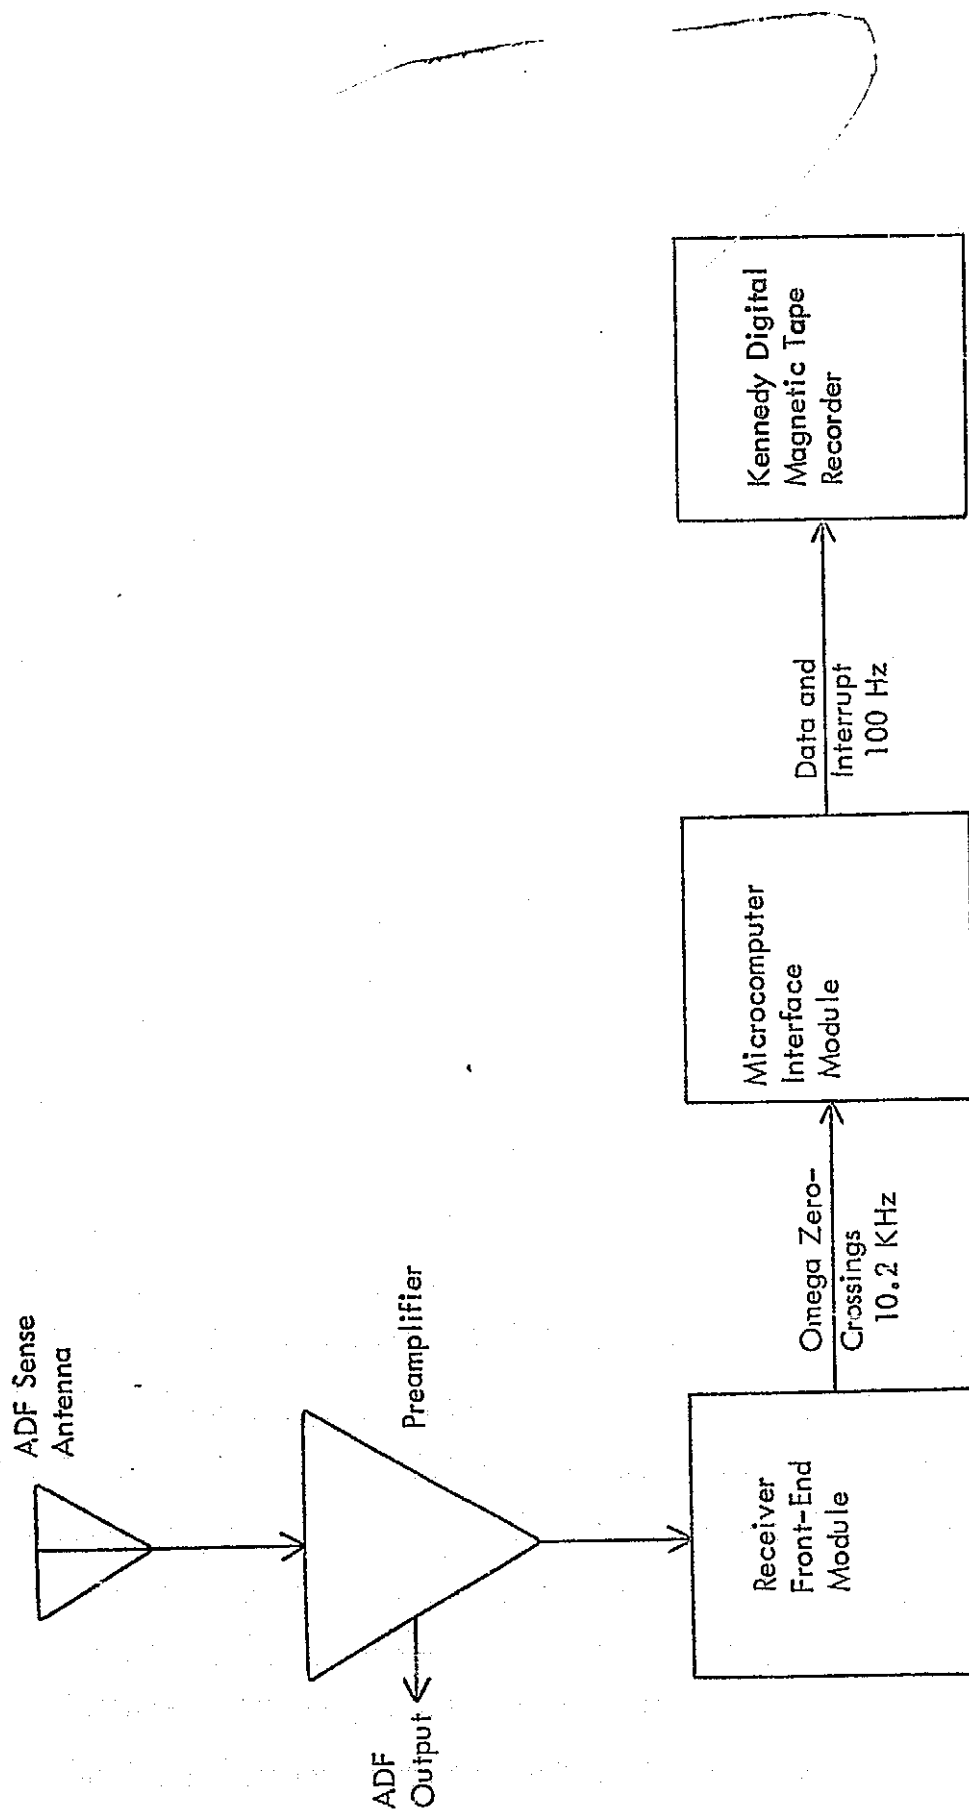 ADF Sense
Antenna
Preamplifier
ADF
Output
Receiver
Front-End
Module
Omega Zero-
Crossings
10.2 KHz
Microcomputer
Interface
Module
Data and
Interrupt
100 Hz
Kennedy Digital
Magnetic Tape
Recorder